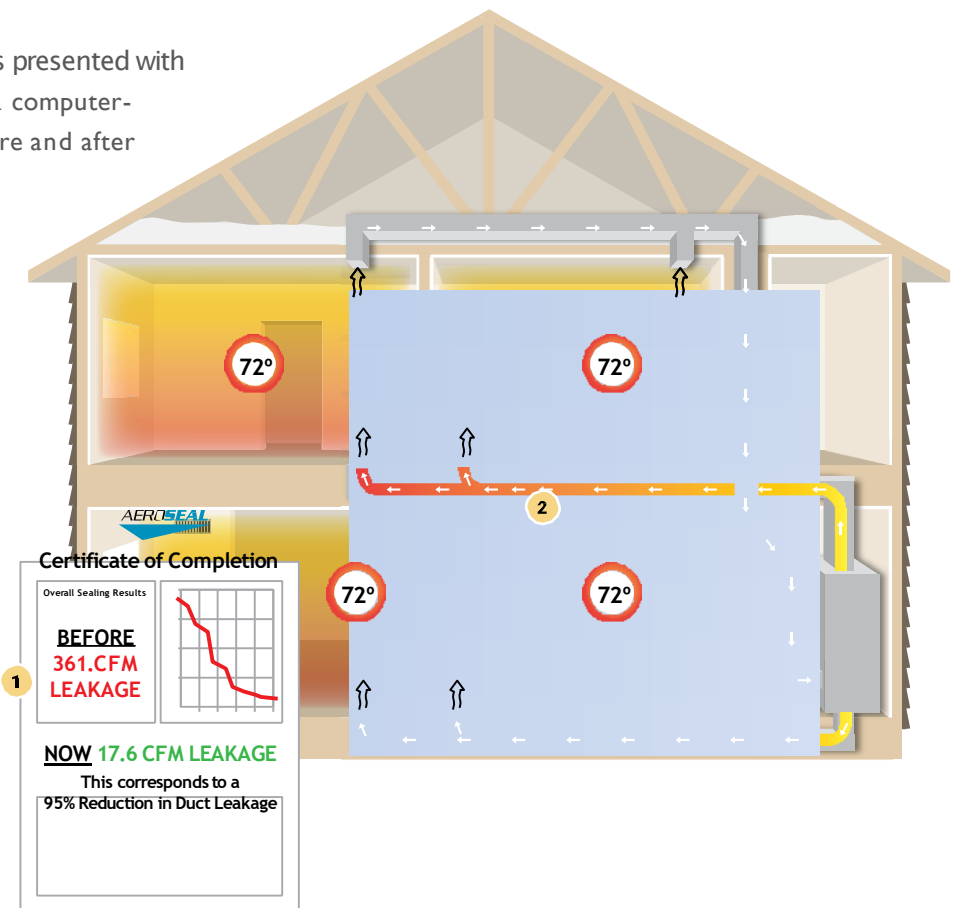 s presented with
computer-
re and after
72º
72º
AEROSEAL
2
Certificate of Completion
Overall Sealing Results
72º
72º
BEFORE
361.CFM
LEAKAGE
1
NOW 17.6 CFM LEAKAGE
This corresponds to a
95% Reduction in Duct Leakage